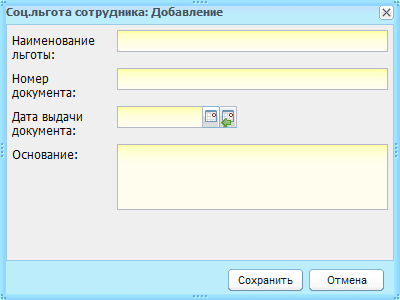 Соц.льгота сотрудника: Добавление
Наименование
льготы:
Номер
документа:
Дата выдачи
документа:
Основание:
Сохранить
Отмена